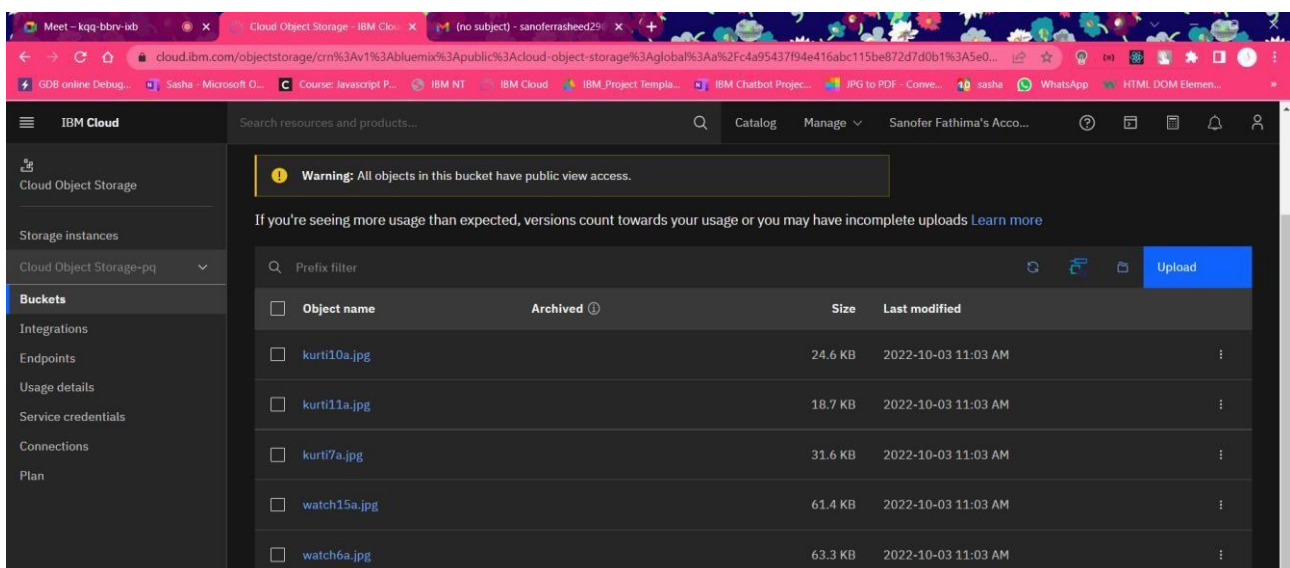 Meet – kqq-bbrv-ixb
Cloud Object Storage - IBM Clou
(no subject) - sanoferrasheed29
cloud.ibm.com/objectstorage/crn%3Av1%3Abluemix%3Apublic%3Acloud-object-storage%3Aglobal%3Aa%2Fc4a95437f94e416abc115be872d7d0b1%3A5e0...
GDB online Debug... Sasha - Microsoft O... Course: Javascript P... IBM NT IBM Cloud IBM_Project Templa... IBM Chatbot Projec... JPG to PDF - Conve... 10 sasha WhatsApp HTML DOM Elemen... »
IBM Cloud Search resources and products... Catalog Manage Sanofer Fathima's Acco...
Cloud Object Storage
Storage instances
Cloud Object Storage-pq
Buckets
Integrations
Endpoints
Usage details
Service credentials
Connections
Plan
Warning: All objects in this bucket have public view access.
If you're seeing more usage than expected, versions count towards your usage or you may have incomplete uploads Learn more
Prefix filter Upload
Object name Archived Size Last modified
kurti10a.jpg 24.6 KB 2022-10-03 11:03 AM
kurti11a.jpg 18.7 KB 2022-10-03 11:03 AM
kurti7a.jpg 31.6 KB 2022-10-03 11:03 AM
watch15a.jpg 61.4 KB 2022-10-03 11:03 AM
watch6a.jpg 63.3 KB 2022-10-03 11:03 AM